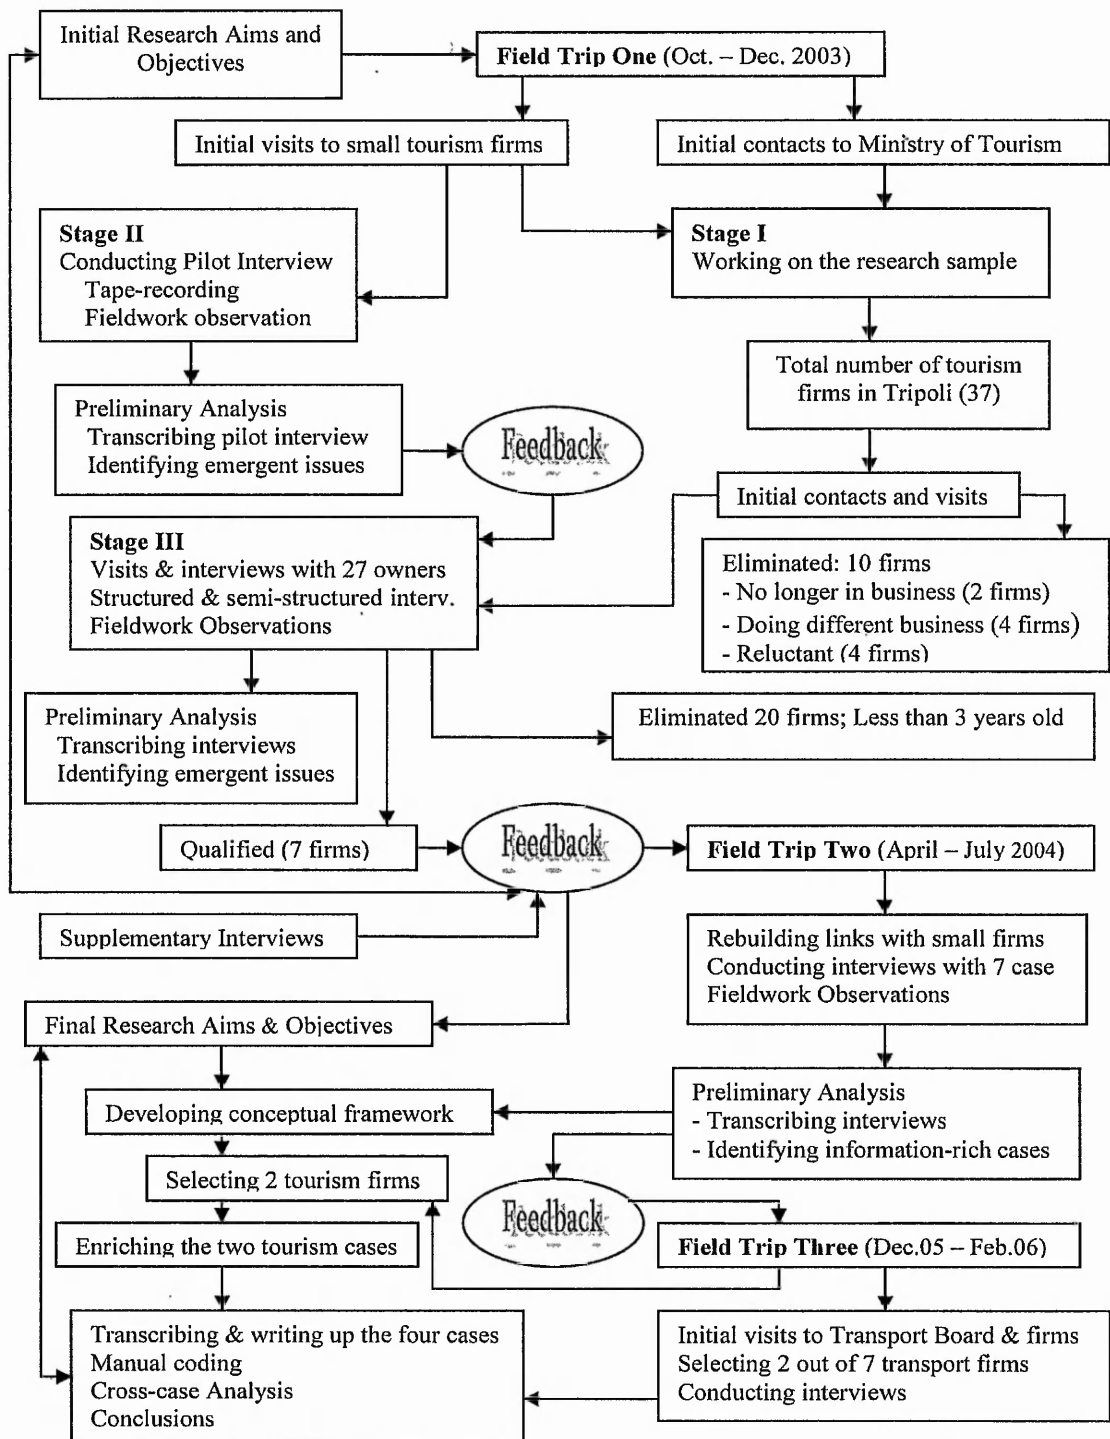 Initial Research Aims and
Objectives
Field Trip One (Oct. – Dec. 2003)
Initial visits to small tourism firms
Initial contacts to Ministry of Tourism
Stage II
Conducting Pilot Interview
Tape-recording
Fieldwork observation
Stage I
Working on the research sample
Total number of tourism
firms in Tripoli (37)
Preliminary Analysis
Transcribing pilot interview
Identifying emergent issues
Feedback
Initial contacts and visits
Stage III
Visits & interviews with 27 owners
Structured & semi-structured interv.
Fieldwork Observations
Eliminated: 10 firms
- No longer in business (2 firms)
- Doing different business (4 firms)
- Reluctant (4 firms)
Preliminary Analysis
Transcribing interviews
Identifying emergent issues
Eliminated 20 firms; Less than 3 years old
Qualified (7 firms)
Feedback
Field Trip Two (April – July 2004)
Supplementary Interviews
Rebuilding links with small firms
Conducting interviews with 7 case
Fieldwork Observations
Final Research Aims & Objectives
Developing conceptual framework
Preliminary Analysis
- Transcribing interviews
- Identifying information-rich cases
Selecting 2 tourism firms
Feedback
Enriching the two tourism cases
Field Trip Three (Dec.05 – Feb.06)
Transcribing & writing up the four cases
Manual coding
Cross-case Analysis
Conclusions
Initial visits to Transport Board & firms
Selecting 2 out of 7 transport firms
Conducting interviews